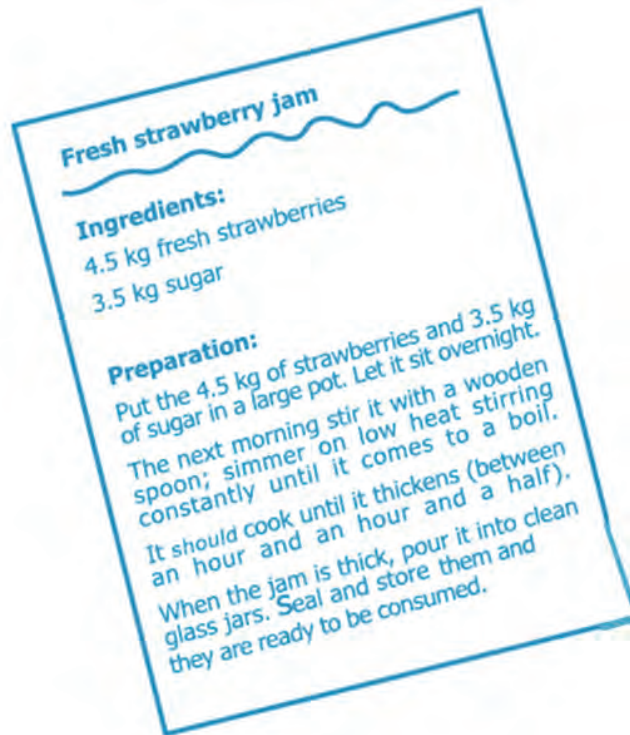 Fresh strawberry jam
Ingredients:
4.5 kg fresh strawberries
3.5 kg sugar
Preparation:
Put the 4.5 kg of strawberries and 3.5 kg
of sugar in a large pot. Let it sit overnight.
The next morning stir it with a wooden
spoon; simmer on low heat stirring
constantly until it comes to a boil.
It should cook until it thickens (between
an hour and an hour and a half).
When the jam is thick, pour it into clean
glass jars. Seal and store them and
they are ready to be consumed.